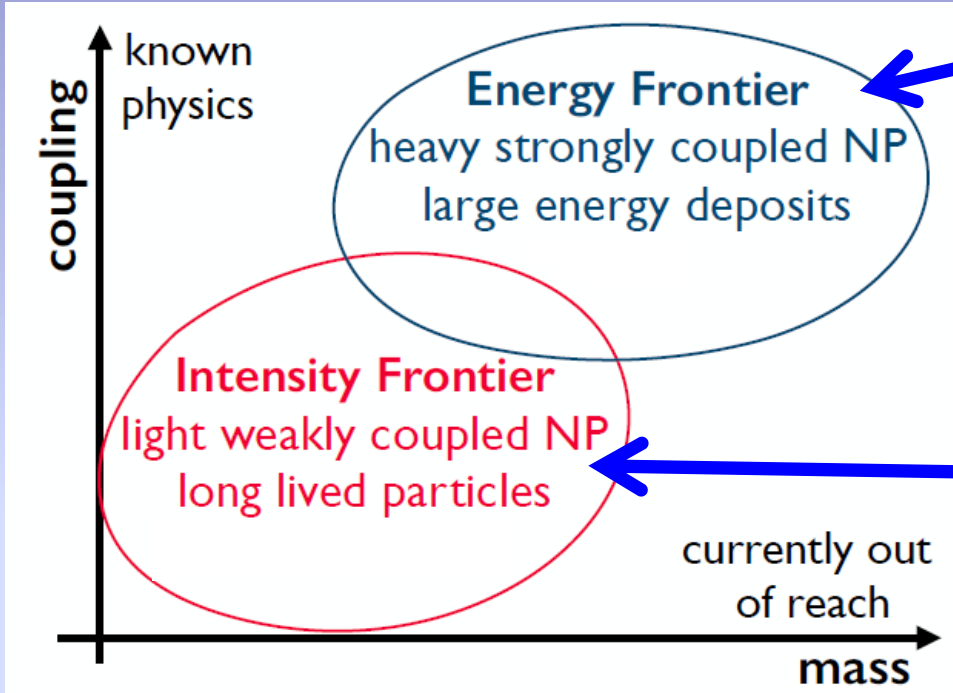 known
physics
coupling
Energy Frontier
heavy strongly coupled NP
large energy deposits
Intensity Frontier
light weakly coupled NP
long lived particles
currently out
of reach
mass